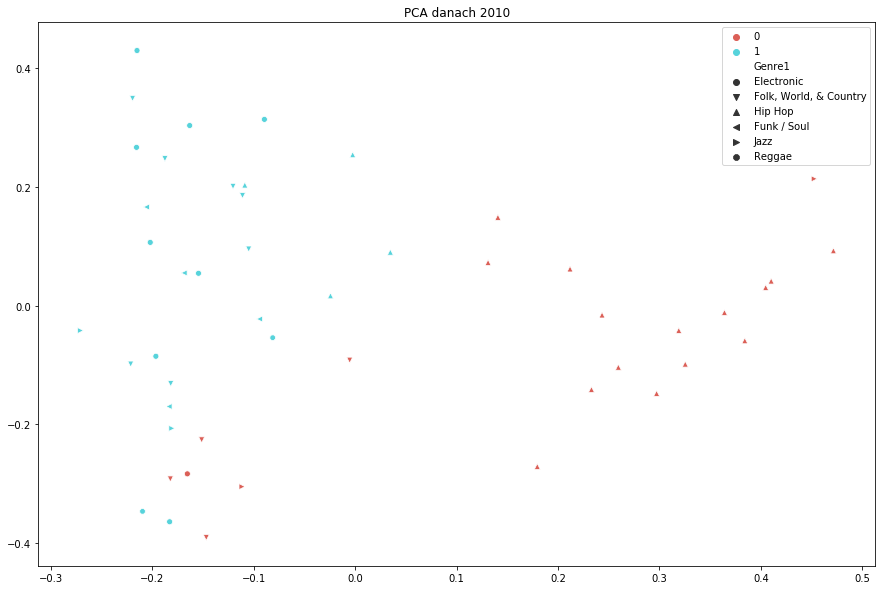 PCA danach 2010
0
1
Genre1
Electronic
Folk, World, & Country
Hip Hop
Funk / Soul
Jazz
Reggae
0.4
0.2
0.0
−0.2
−0.4
−0.3 −0.2 −0.1 0.0 0.1 0.2 0.3 0.4 0.5